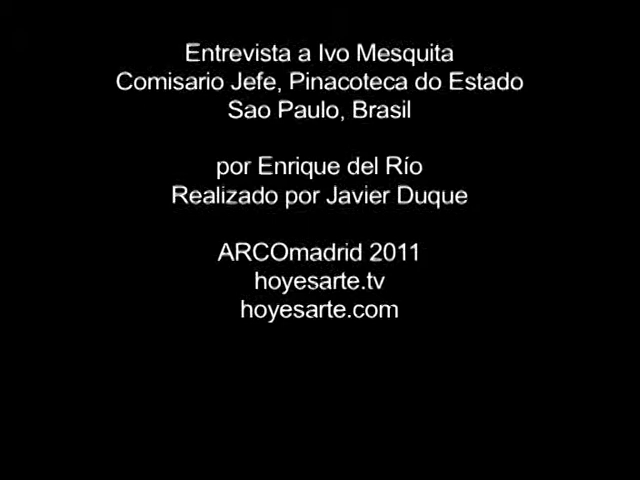 Entrevista a Ivo Mesquita
Comisario Jefe, Pinacoteca do Estado
Sao Paulo, Brasil
por Enrique del Río
Realizado por Javier Duque
ARCOmadrid 2011
hoyesarte.tv
hoyesarte.com